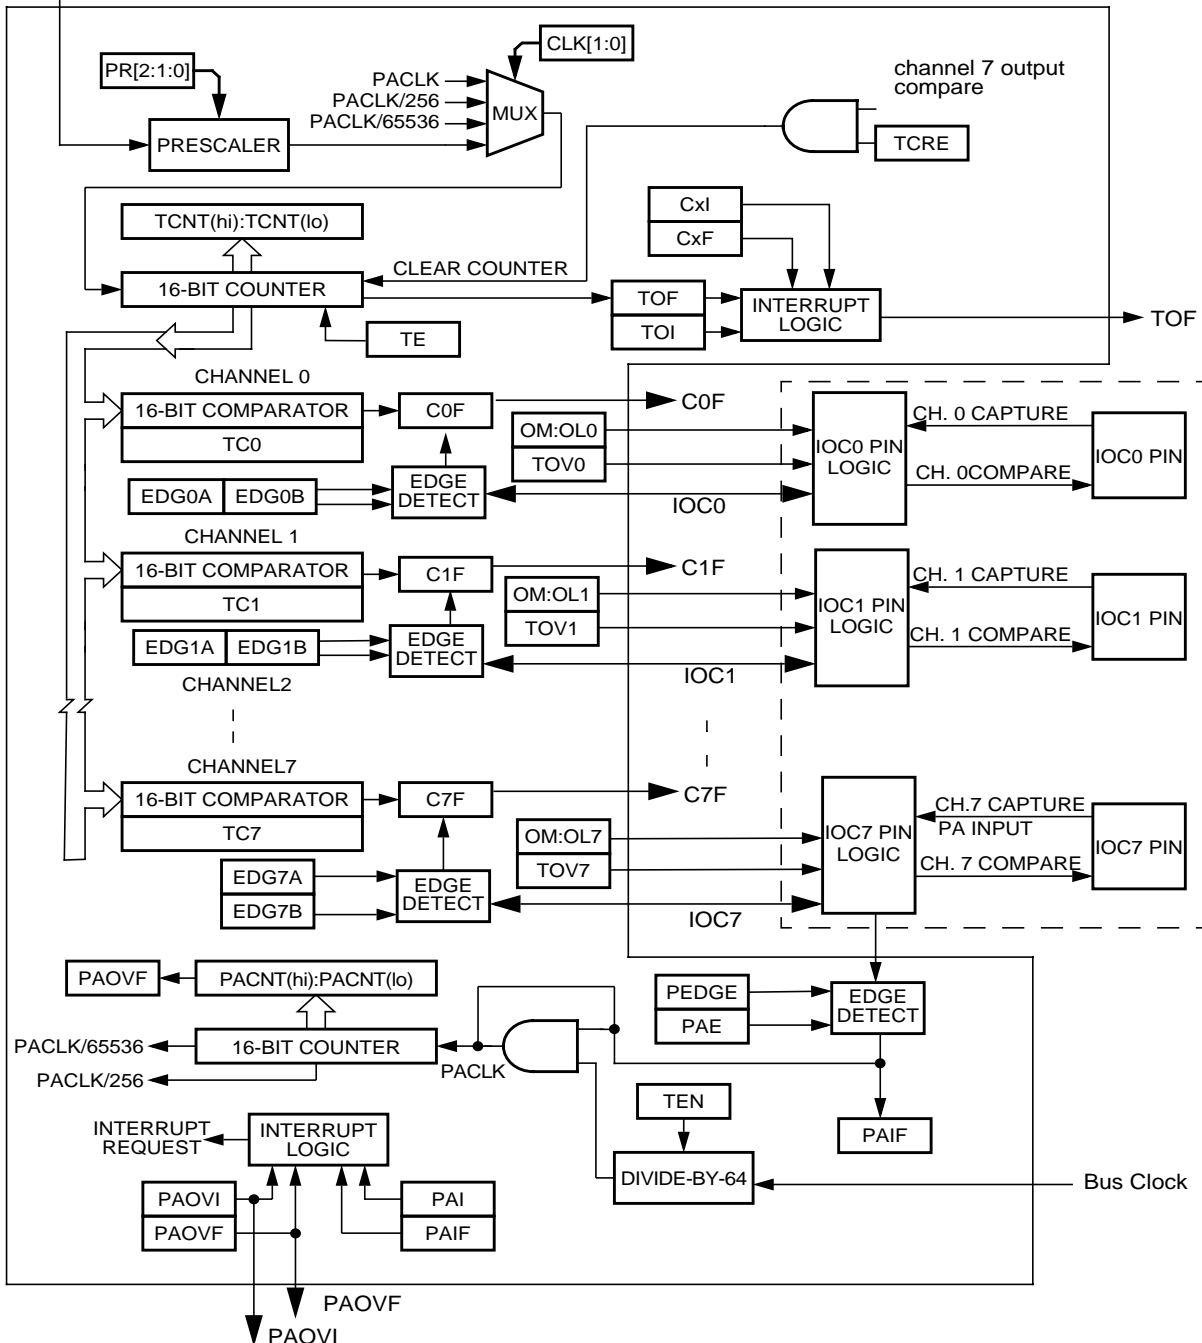 CLK[1:0]
PR[2:1:0]
channel 7 output
compare
PACLK
PACLK/256
PACLK/65536
MUX
PRESCALER
TCRE
TCNT(hi):TCNT(lo)
CxI
CxF
CLEAR COUNTER
16-BIT COUNTER
TOF
TOI
INTERRUPT
LOGIC
TOF
TE
CHANNEL 0
16-BIT COMPARATOR
TC0
C0F
C0F
OM:OL0
TOV0
IOC0 PIN
LOGIC
CH. 0 CAPTURE
CH. 0COMPARE
IOC0 PIN
EDG0A
EDG0B
EDGE
DETECT
IOC0
CHANNEL 1
16-BIT COMPARATOR
TC1
C1F
C1F
OM:OL1
TOV1
IOC1 PIN
LOGIC
CH. 1 CAPTURE
CH. 1 COMPARE
IOC1 PIN
EDG1A
EDG1B
EDGE
DETECT
IOC1
CHANNEL2
CHANNEL7
16-BIT COMPARATOR
TC7
C7F
C7F
OM:OL7
TOV7
IOC7 PIN
LOGIC
CH.7 CAPTURE
PA INPUT
CH. 7 COMPARE
IOC7 PIN
EDG7A
EDG7B
EDGE
DETECT
IOC7
PAOVF
PACNT(hi):PACNT(lo)
PEDGE
PAE
EDGE
DETECT
PACLK/65536
16-BIT COUNTER
PACLK
PACLK/256
TEN
PAIF
INTERRUPT
REQUEST
INTERRUPT
LOGIC
DIVIDE-BY-64
Bus Clock
PAOVI
PAOVF
PAI
PAIF
PAOVF
PAOVI